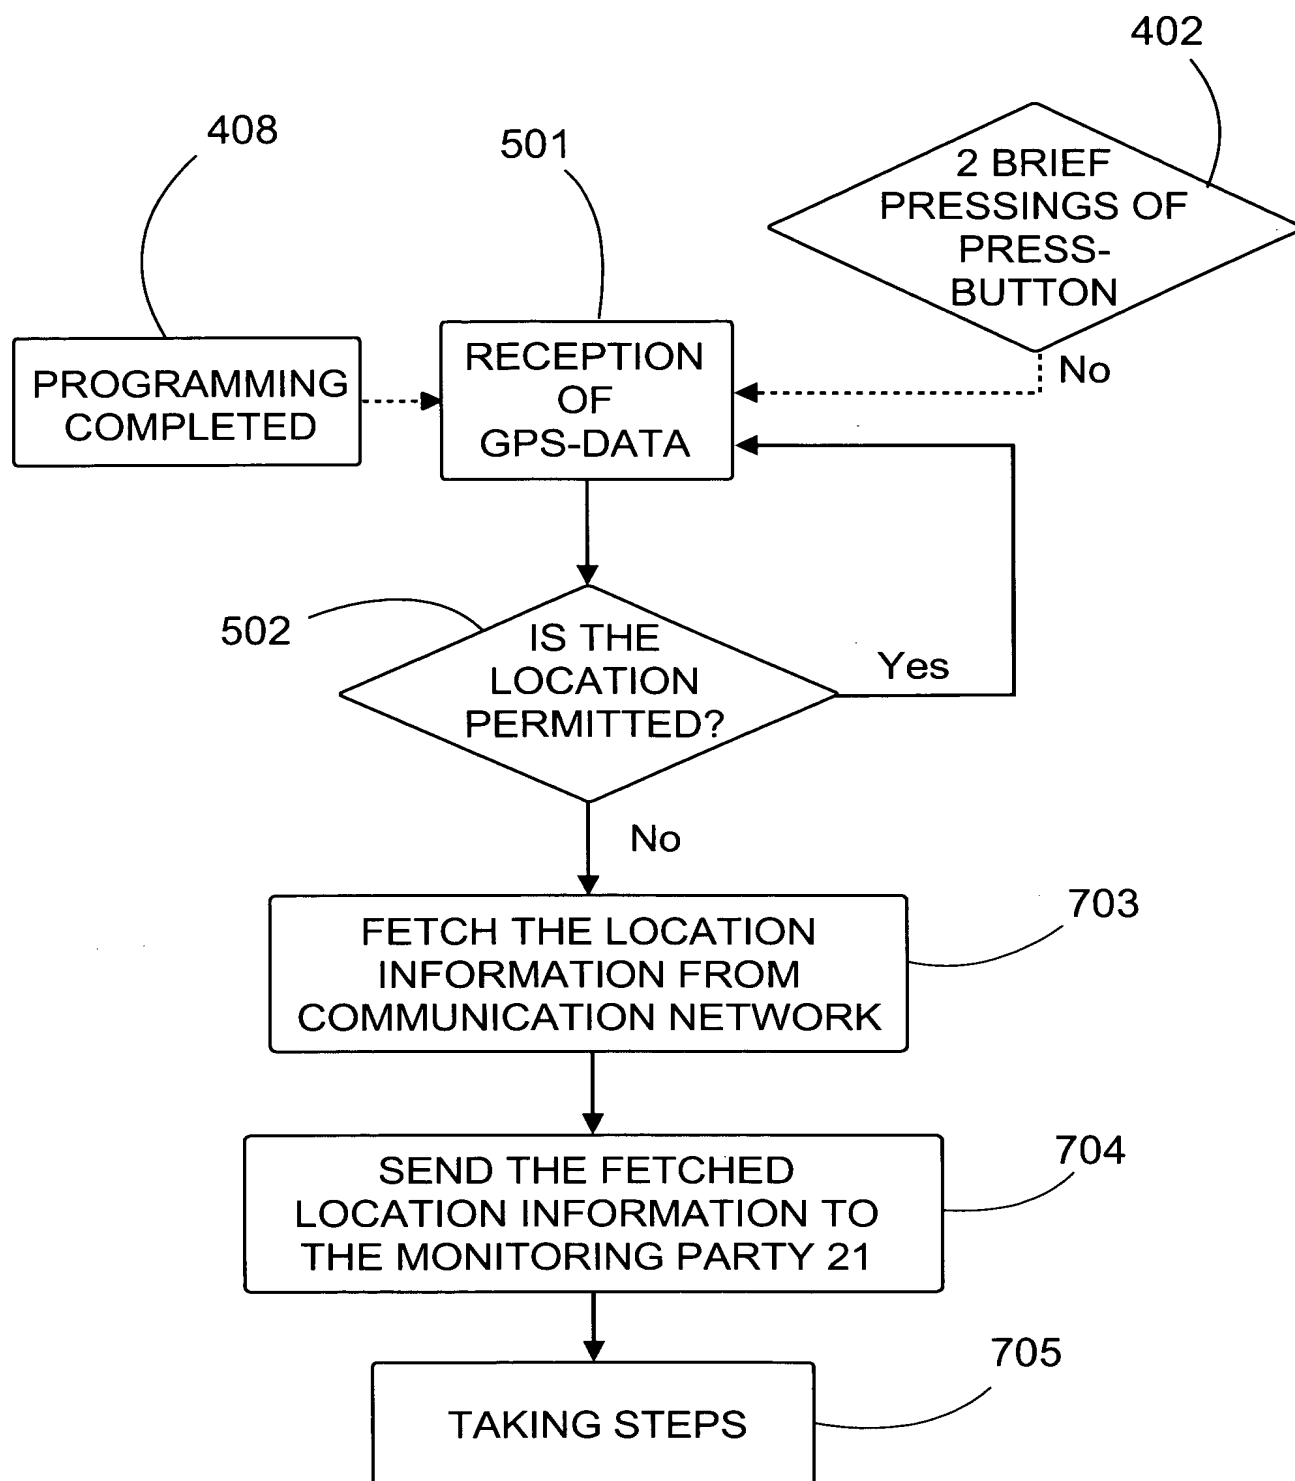 402
408
501
2 BRIEF
PRESSINGS OF
PRESS-
BUTTON
No
PROGRAMMING
COMPLETED
RECEPTION
OF
GPS-DATA
502
IS THE
LOCATION
PERMITTED?
Yes
No
703
FETCH THE LOCATION
INFORMATION FROM
COMMUNICATION NETWORK
704
SEND THE FETCHED
LOCATION INFORMATION TO
THE MONITORING PARTY 21
705
TAKING STEPS